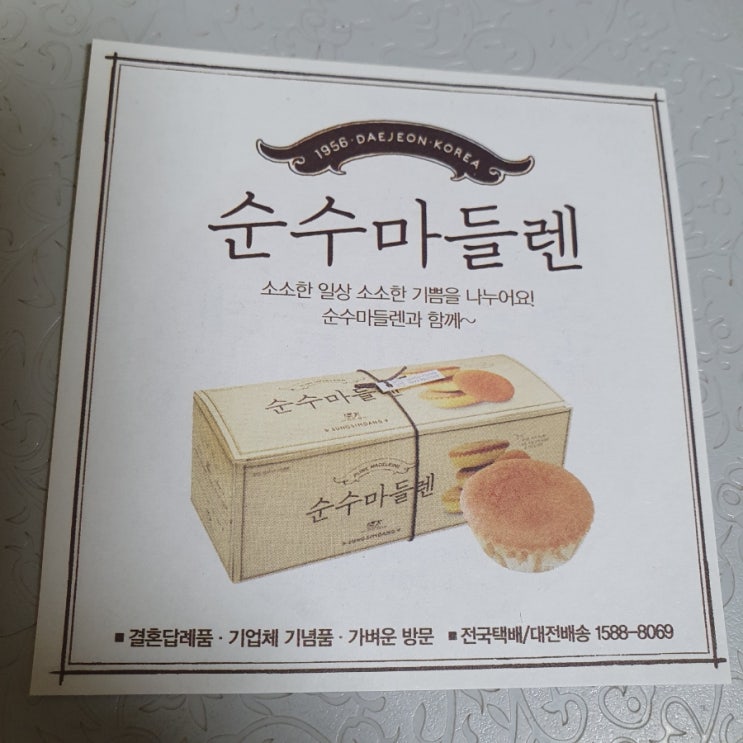 1956·DAEJEON·KOREA
순수마들렌
소소한 일상 소소한 기쁨을 나누어요!
순수마들렌과 함께~
순수마들렌
SUNGSIMDANG
PURE MADELEINE
순수마들렌
SUNGSIMDANG
■ 결혼답례품 · 기업체 기념품 · 가벼운 방문 ■ 전국택배/대전배송 1588-8069